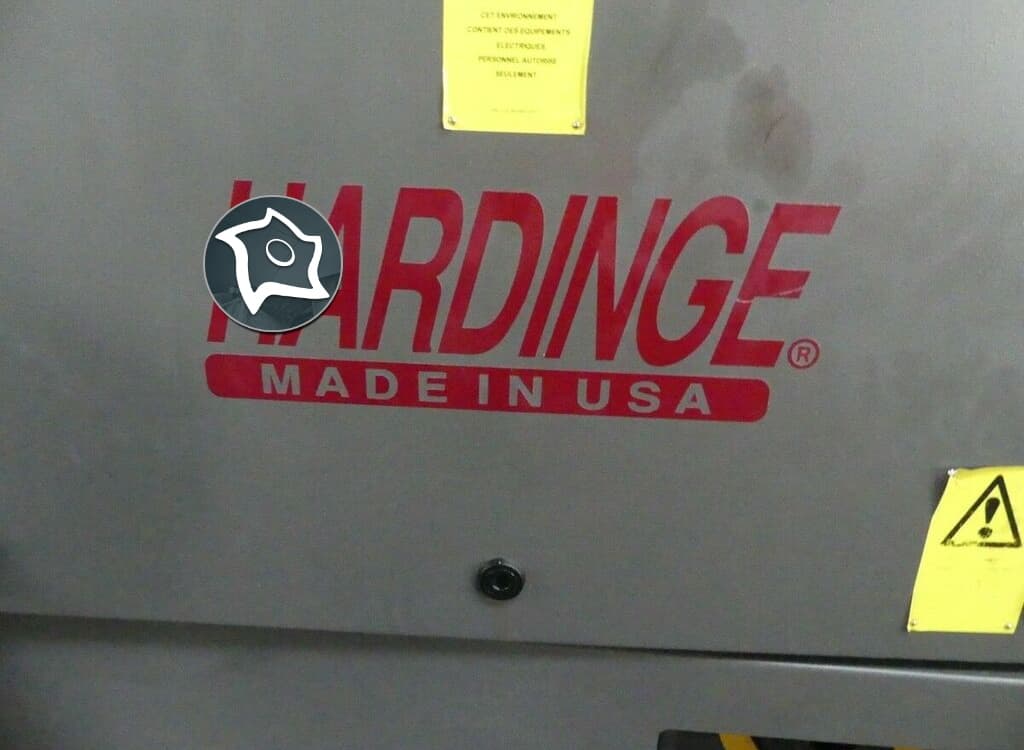 CET ENVIRONNEMENT
CONTIENT DES EQUIPEMENTS
ELECTRIQUES.
PERSONNEL AUTORISE
SEULEMENT
HARDINGE®
MADE IN USA